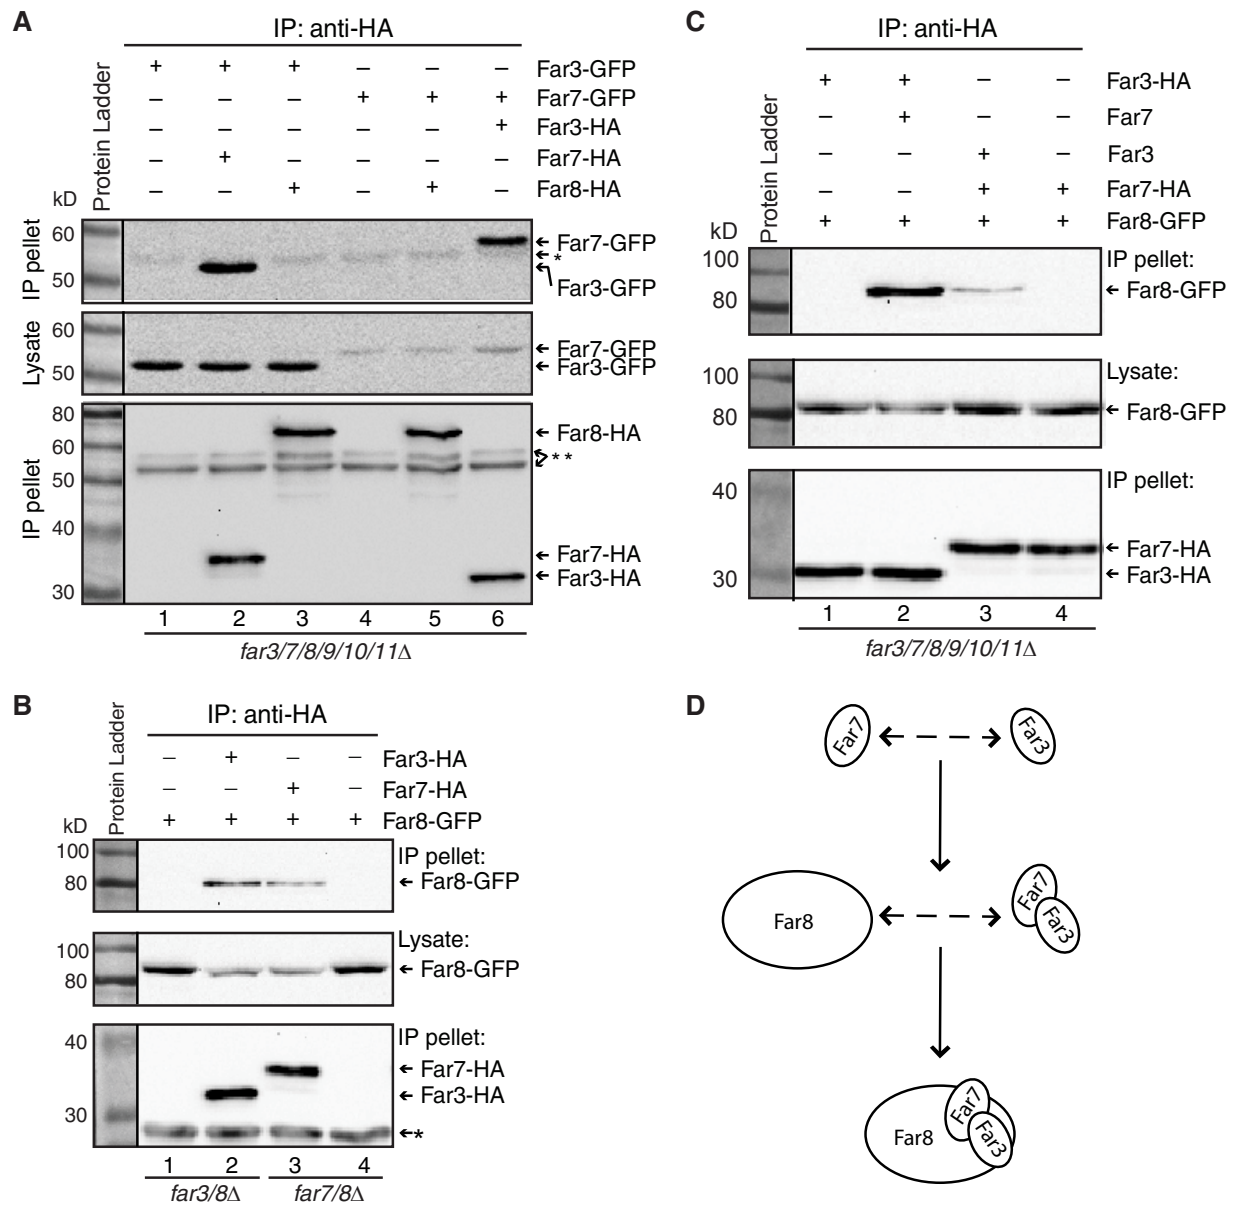 A
IP: anti-HA
Protein Ladder
+ + + – – – Far3-GFP
– – – + + + Far7-GFP
– – – – – + Far3-HA
– + – – – – Far7-HA
– – + – + – Far8-HA
kD
IP pellet
60
50
Far7-GFP
*
Far3-GFP
Lysate
60
50
Far7-GFP
Far3-GFP
IP pellet
80
60
50
40
30
Far8-HA
**
Far7-HA
Far3-HA
1 2 3 4 5 6
far3/7/8/9/10/11Δ
B
IP: anti-HA
Protein Ladder
– + – – Far3-HA
– – + – Far7-HA
+ + + + Far8-GFP
kD
100
80
IP pellet:
Far8-GFP
100
80
Lysate:
Far8-GFP
40
30
IP pellet:
Far7-HA
Far3-HA
*
1 2 3 4
far3/8Δ far7/8Δ
C
IP: anti-HA
Protein Ladder
+ + – – Far3-HA
– + – – Far7
– – + – Far3
– – + + Far7-HA
+ + + + Far8-GFP
kD
100
80
IP pellet:
Far8-GFP
100
80
Lysate:
Far8-GFP
40
30
IP pellet:
Far7-HA
Far3-HA
1 2 3 4
far3/7/8/9/10/11Δ
D
Far7 Far3
Far8 Far7 Far3
Far8 Far7 Far3